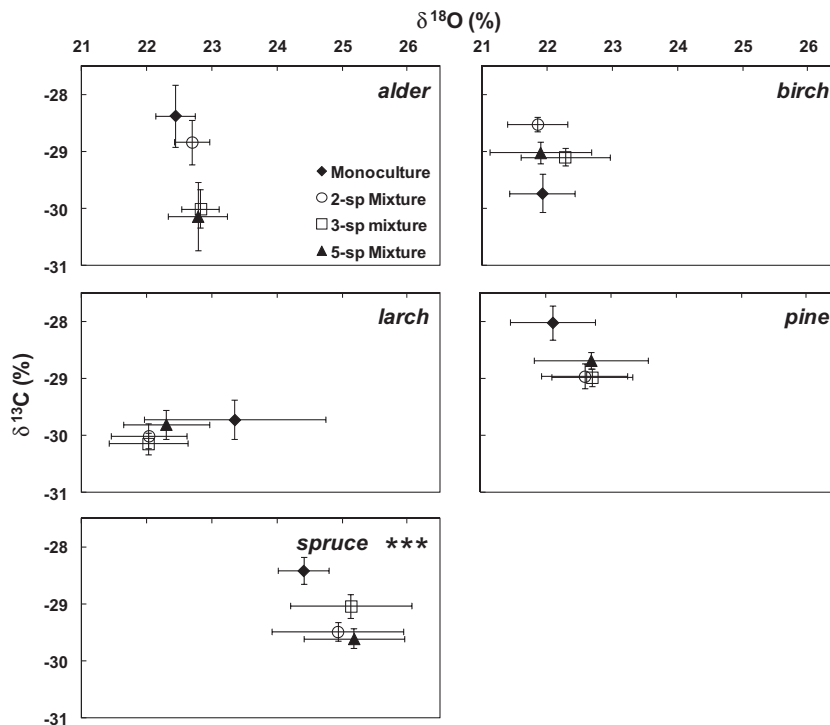 δ18O (%)
21 22 23 24 25 26
21 22 23 24 25 26
-28
-29
-30
-31
alder
◆ Monoculture
○ 2-sp Mixture
□ 3-sp mixture
▲ 5-sp Mixture
birch
δ13C (%)
-28
-29
-30
-31
larch
pine
-28
-29
-30
-31
spruce ***